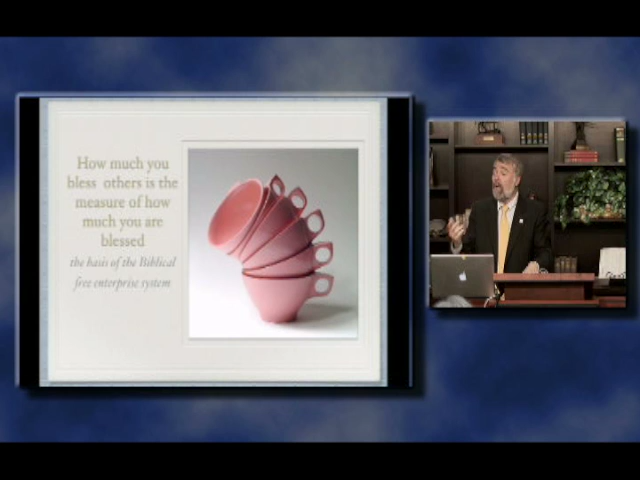 How much you
bless others is the
measure of how
much you are
blessed
the basis of the Biblical
free enterprise system